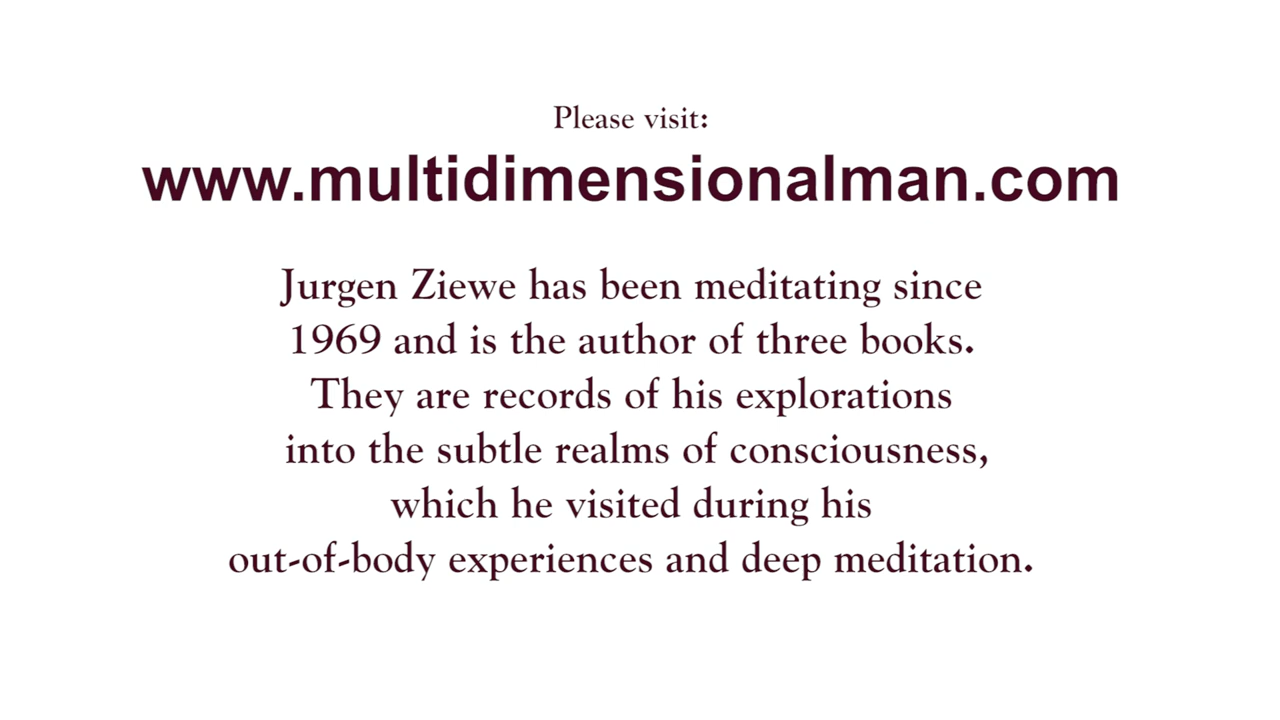 Please visit:
www.multidimensionalman.com
Jurgen Ziewe has been meditating since
1969 and is the author of three books.
They are records of his explorations
into the subtle realms of consciousness,
which he visited during his
out-of-body experiences and deep meditation.